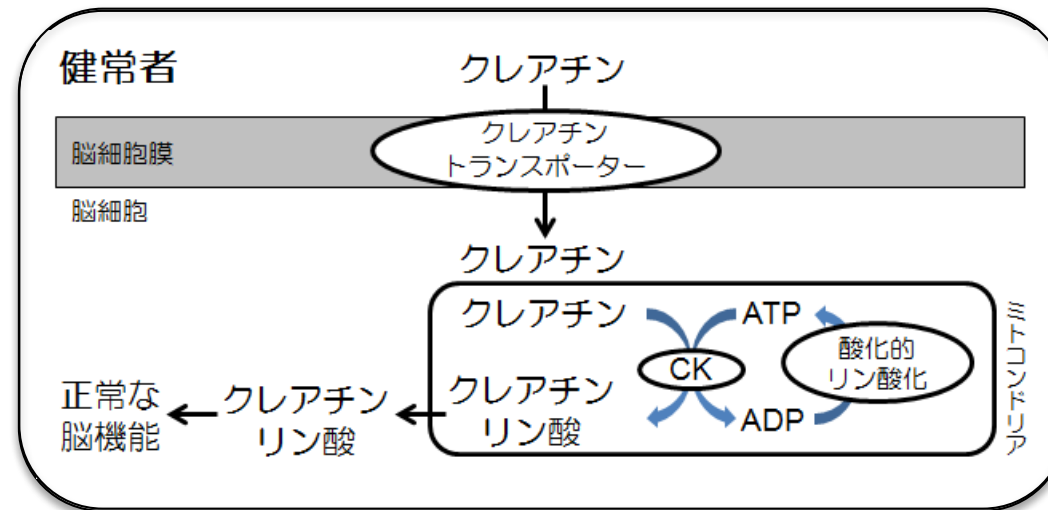 健常者
クレアチン
脳細胞膜
クレアチン
トランスポーター
脳細胞
クレアチン
クレアチン
ATP
酸化的
リン酸化
CK
ミトコンドリア
クレアチン
リン酸
ADP
クレアチン
リン酸
正常な
脳機能